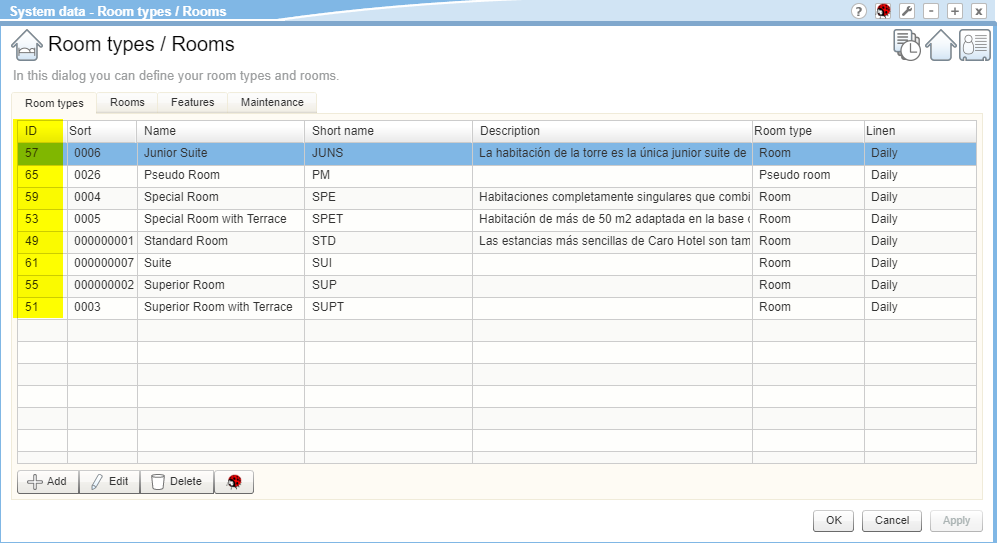 System data - Room types / Rooms ? - + x
Room types / Rooms
In this dialog you can define your room types and rooms.
Room types Rooms Features Maintenance
ID Sort Name Short name Description Room type Linen
57 0006 Junior Suite JUNS La habitación de la torre es la única junior suite de Room Daily
65 0026 Pseudo Room PM Pseudo room Daily
59 0004 Special Room SPE Habitaciones completamente singulares que combi Room Daily
53 0005 Special Room with Terrace SPET Habitación de más de 50 m2 adaptada en la base Room Daily
49 000000001 Standard Room STD Las estancias más sencillas de Caro Hotel son tam Room Daily
61 000000007 Suite SUI Room Daily
55 000000002 Superior Room SUP Room Daily
51 0003 Superior Room with Terrace SUPT Room Daily
Add Edit Delete
OK Cancel Apply